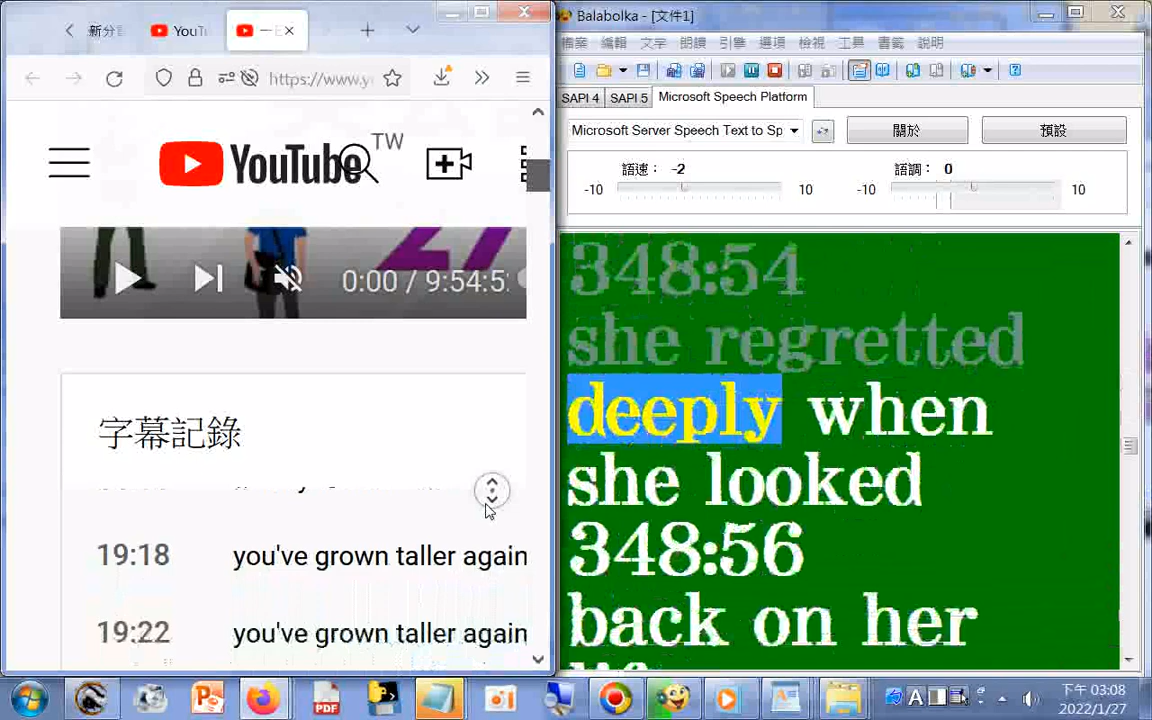 新分
YouTu
一 E
https://www.y
YouTube
TW
27
0:00 / 9:54:5
字幕記錄
19:18 you've grown taller again
19:22 you've grown taller again
Balabolka - [文件1]
檔案 編輯 文字 朗讀 引擎 選項 檢視 工具 書籤 說明
SAPI 4 SAPI 5 Microsoft Speech Platform
Microsoft Server Speech Text to Sp
關於 預設
語速： -2 語調： 0
-10 10 -10 10
348:54
she regretted
deeply when
she looked
348:56
back on her
PDF
A
下午 03:08
2022/1/27